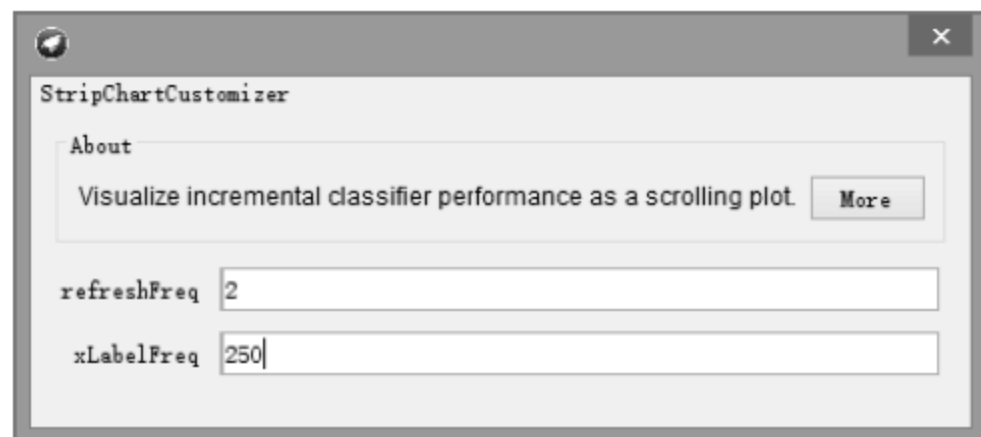 StripChartCustomizer
About
Visualize incremental classifier performance as a scrolling plot. More
refreshFreq 2
xLabelFreq 250